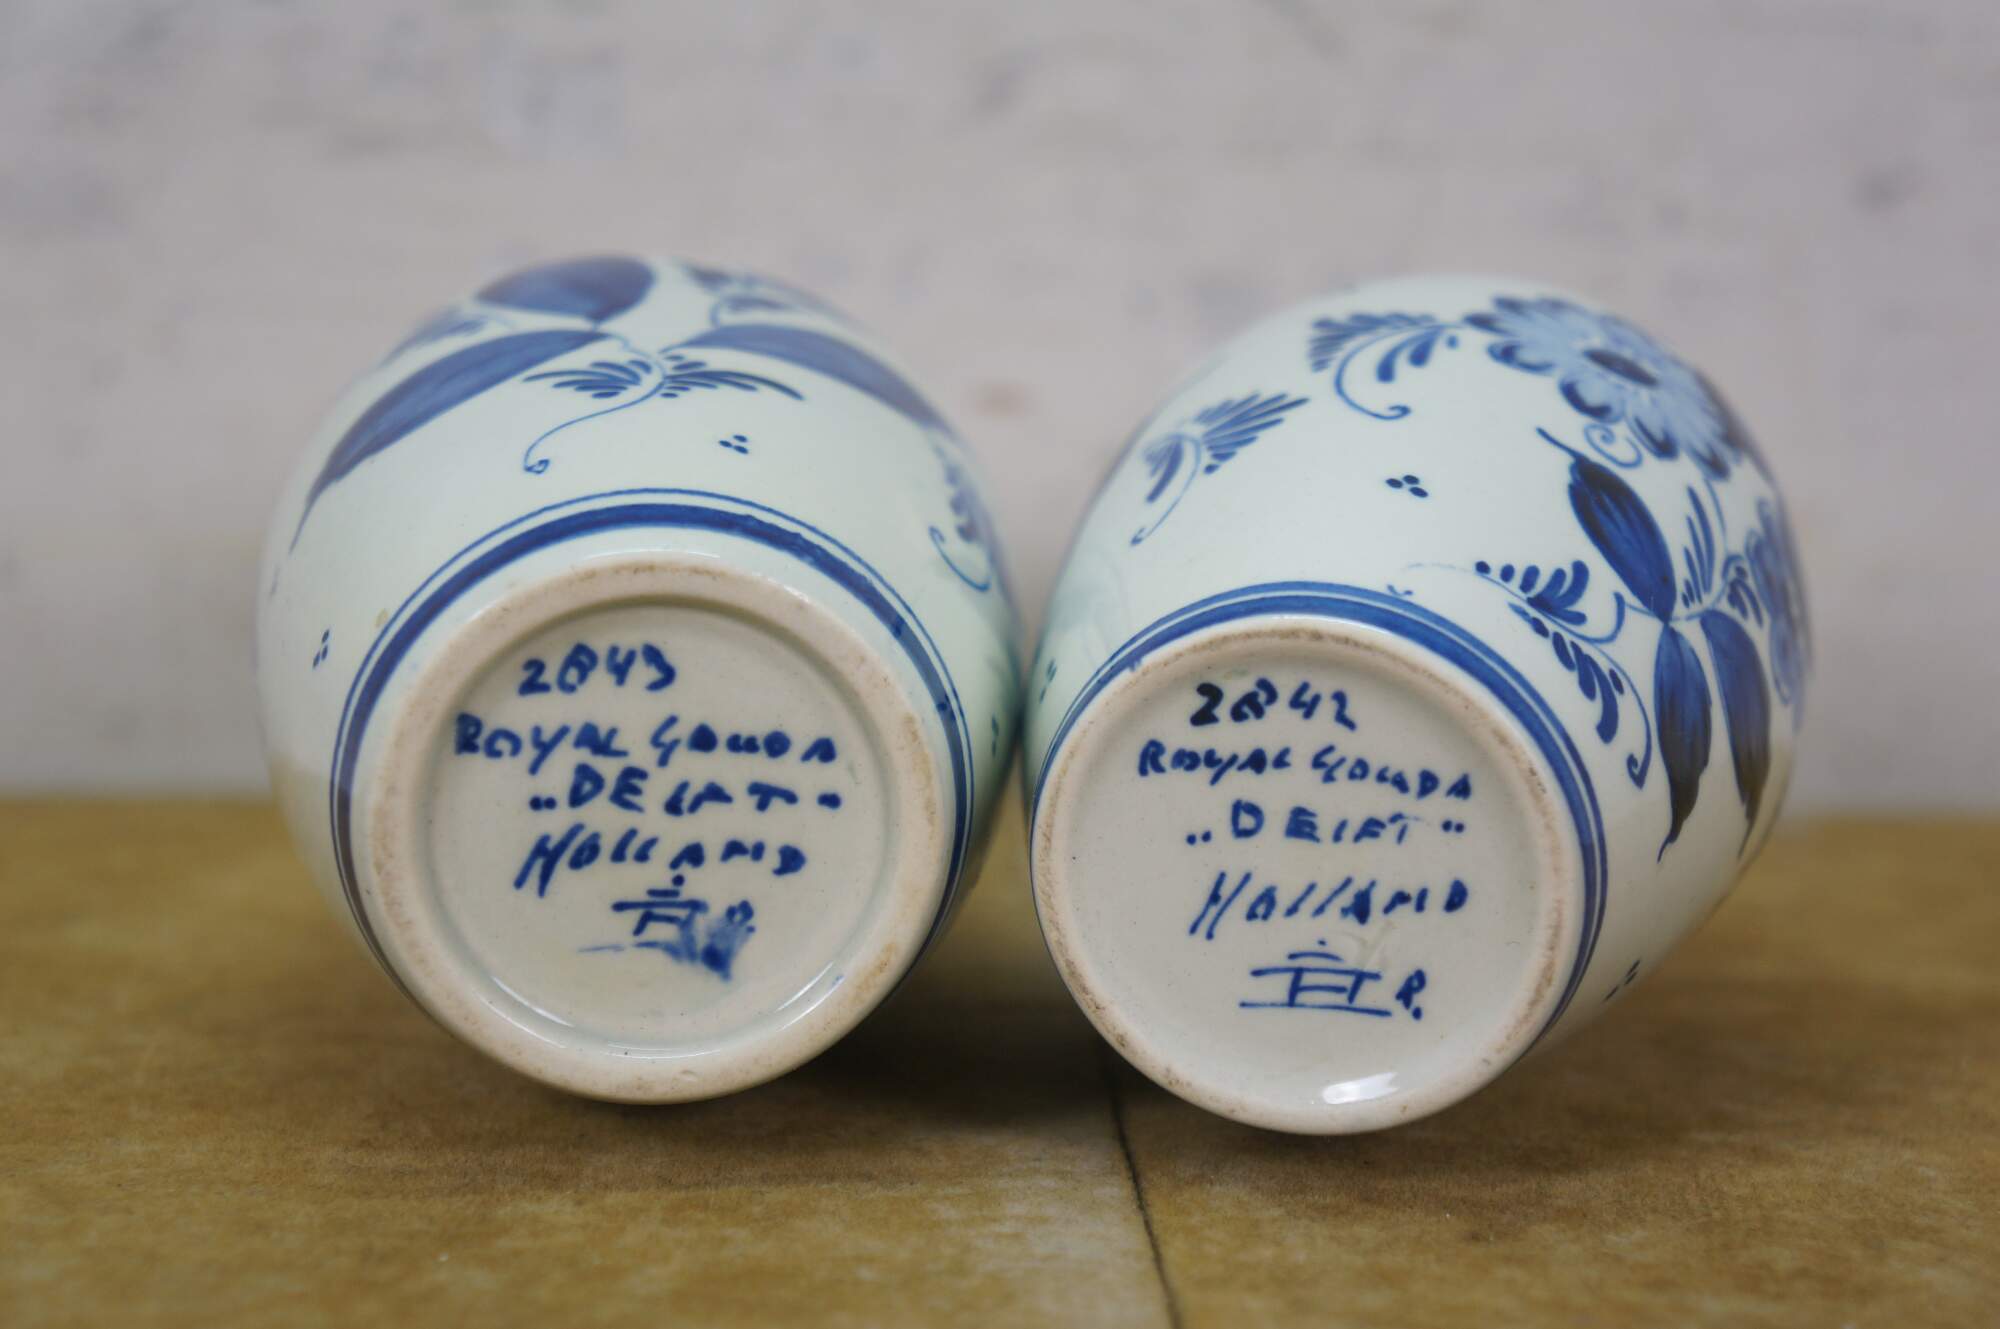 2843
ROYAL GOUDA
„DELFT"
HOLLAND
2842
ROYAL GOUDA
„DELFT"
HOLLAND
R.